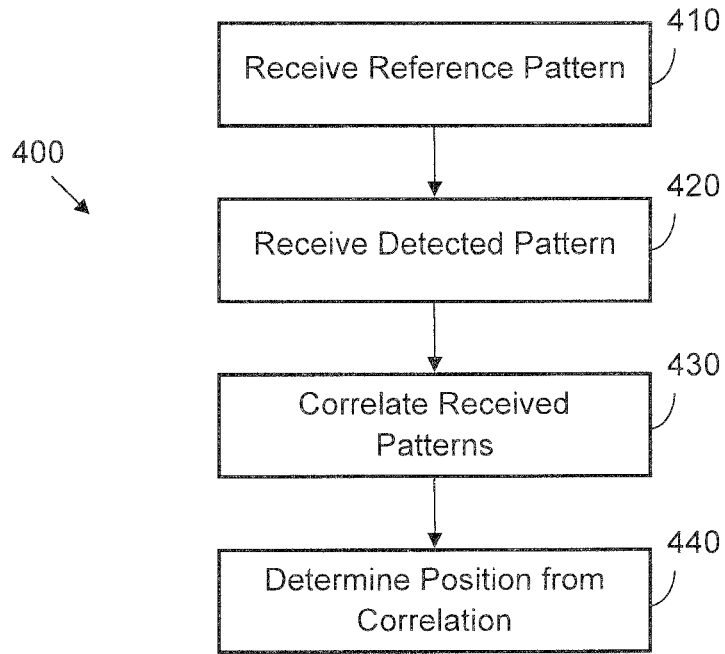 410
Receive Reference Pattern
400
420
Receive Detected Pattern
430
Correlate Received
Patterns
440
Determine Position from
Correlation